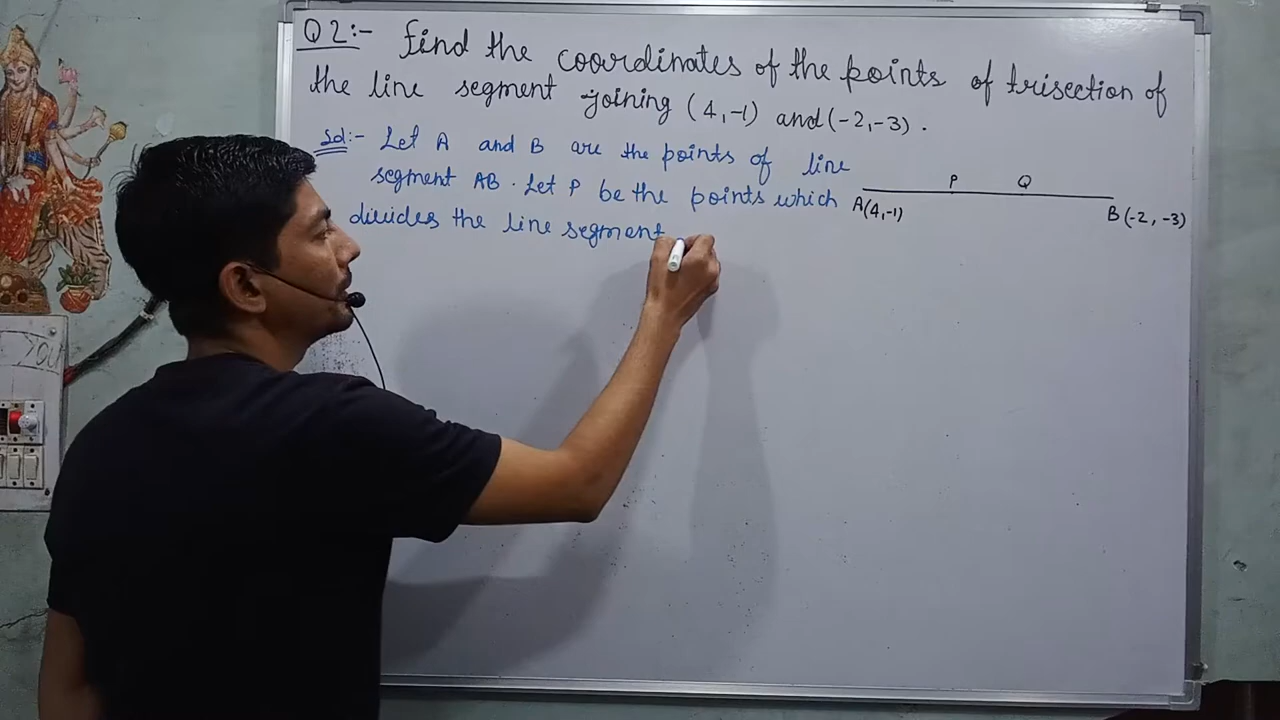 Q2:- Find the coordinates of the points of trisection of
the line segment joining (4,-1) and (-2,-3).
Sol:- Let A and B are the points of line
segment AB. Let P be the points which
divides the line segment
P Q
A(4,-1) B(-2,-3)
You